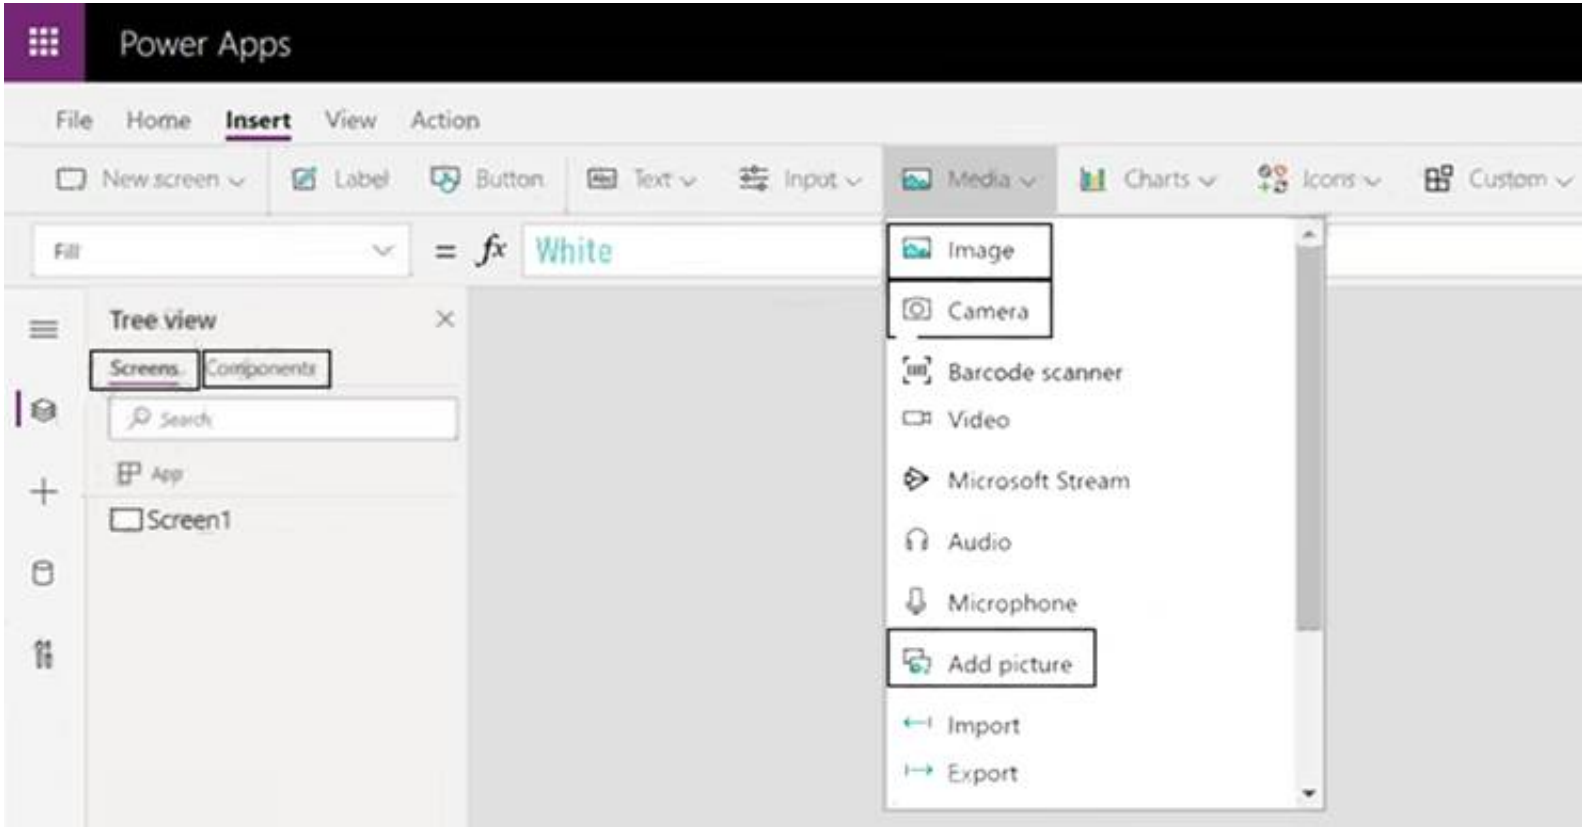 Power Apps
File Home Insert View Action
New screen Label Button Text Input Media Charts Icons Custom
Fill = fx White
Image
Tree view
Camera
Screens Components
Barcode scanner
Search
Video
App
Microsoft Stream
Screen1
Audio
Microphone
Add picture
Import
Export